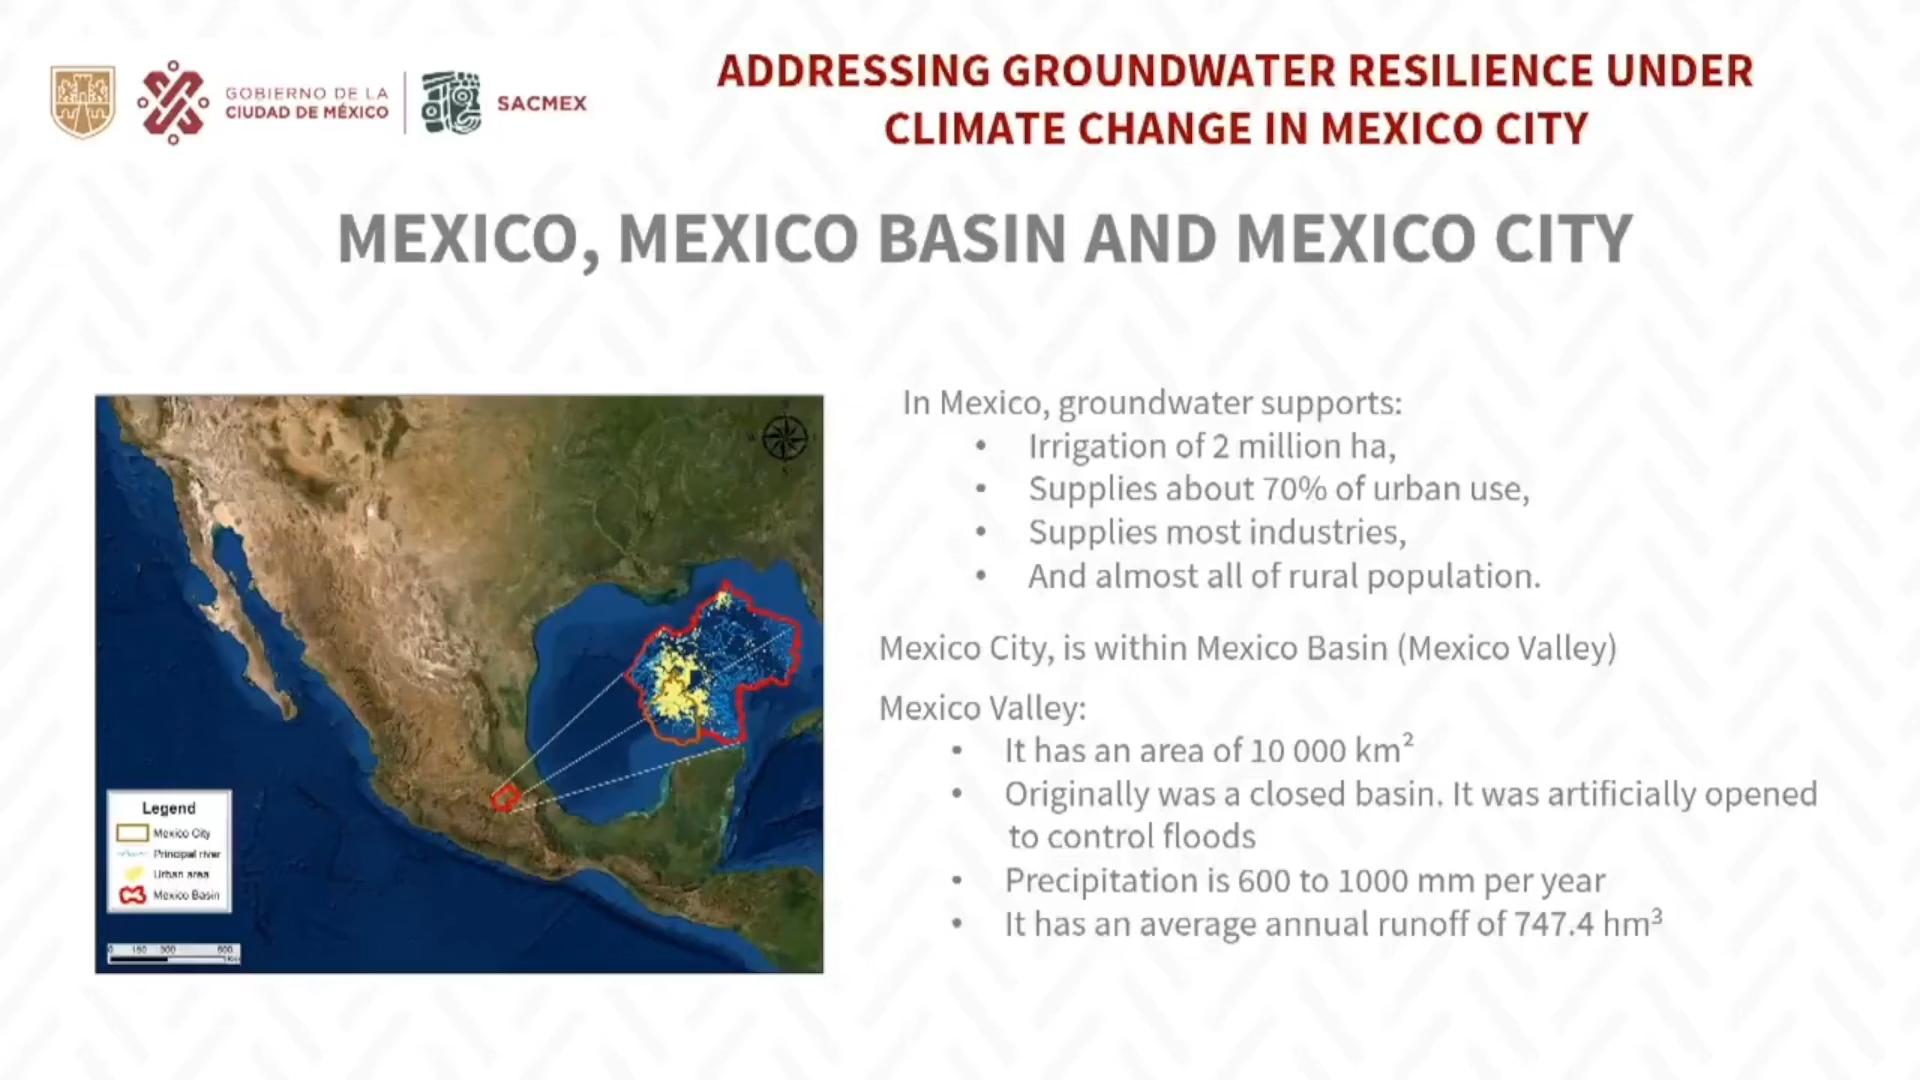 GOBIERNO DE LA
CIUDAD DE MÉXICO
SACMEX
ADDRESSING GROUNDWATER RESILIENCE UNDER
CLIMATE CHANGE IN MEXICO CITY
MEXICO, MEXICO BASIN AND MEXICO CITY
In Mexico, groundwater supports:
• Irrigation of 2 million ha,
• Supplies about 70% of urban use,
• Supplies most industries,
• And almost all of rural population.
Mexico City, is within Mexico Basin (Mexico Valley)
Mexico Valley:
• It has an area of 10 000 km²
• Originally was a closed basin. It was artificially opened
to control floods
• Precipitation is 600 to 1000 mm per year
• It has an average annual runoff of 747.4 hm³
Legend
Mexico City
Principal river
Urban area
Mexico Basin
0